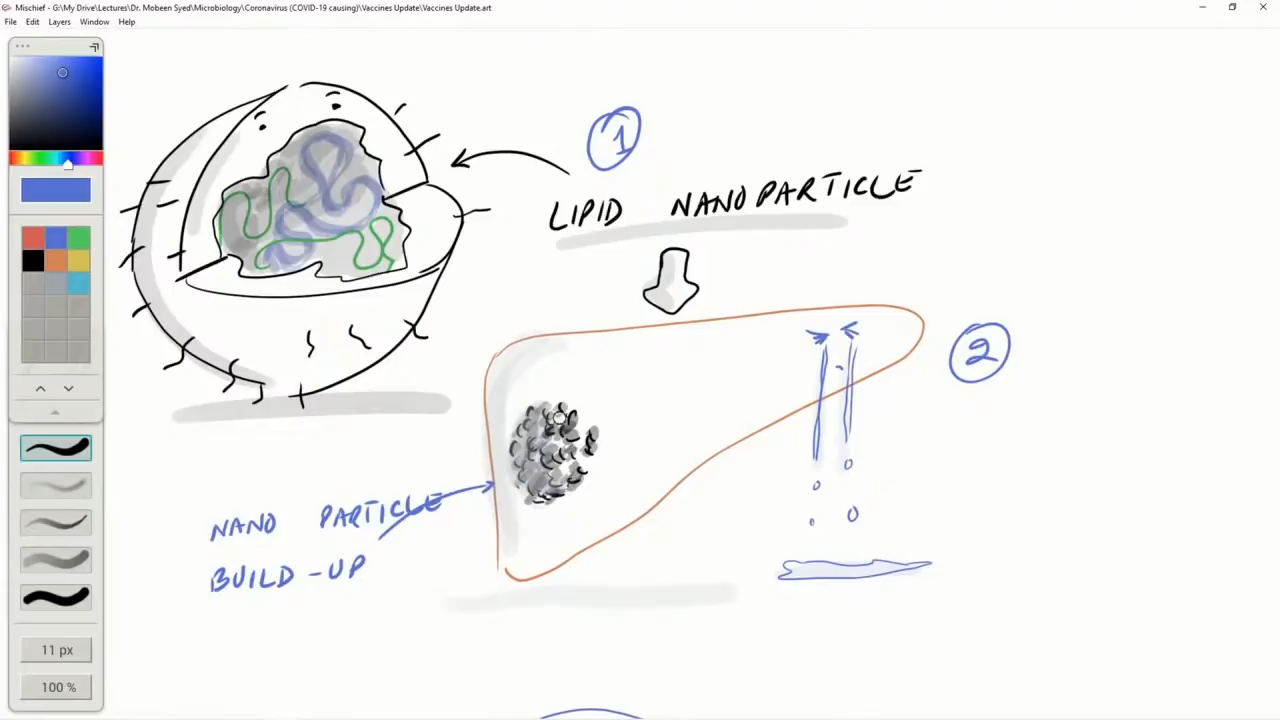 Mischief - G:\My Drive\Lectures\Dr. Mobeen Syed\Microbiology\Coronavirus (COVID-19 causing)\Vaccines Update\Vaccines Update.art
File Edit Layers Window Help
1
LIPID NANOPARTICLE
2
NANO PARTICLE
BUILD-UP
11 px
100 %